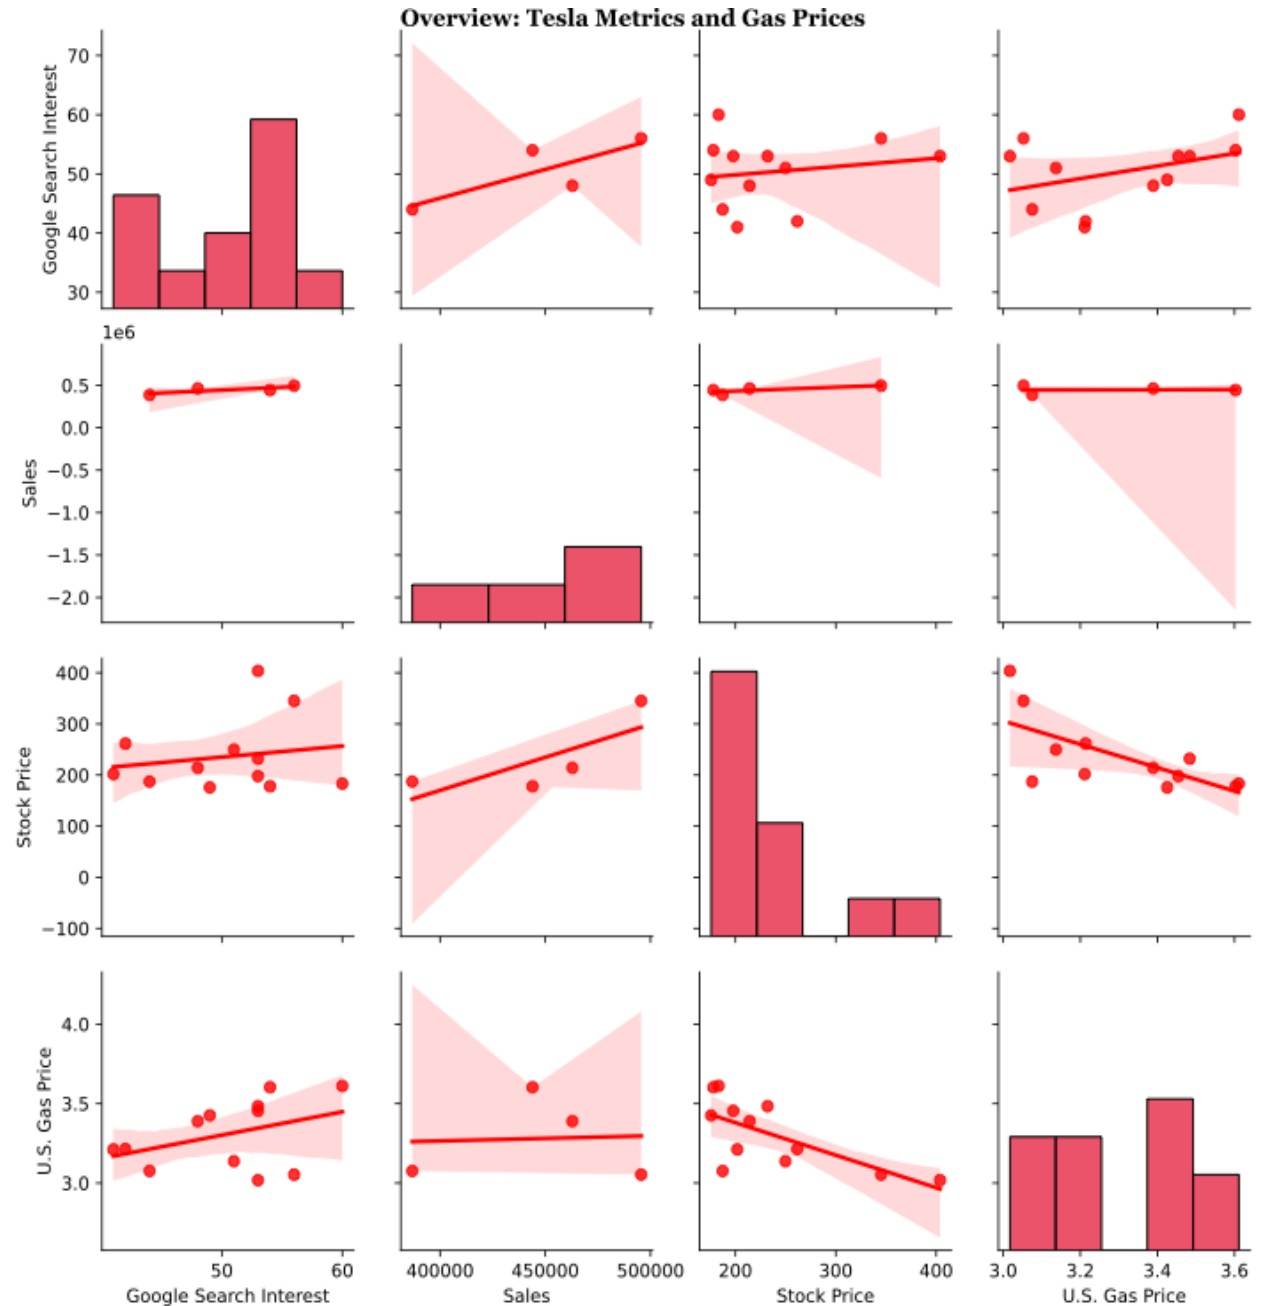 Overview: Tesla Metrics and Gas Prices
70
60
50
40
30
Google Search Interest
1e6
0.5
0.0
−0.5
−1.0
−1.5
−2.0
Sales
400
300
200
100
0
−100
Stock Price
4.0
3.5
3.0
U.S. Gas Price
50 60
400000 450000 500000
200 300 400
3.0 3.2 3.4 3.6
Google Search Interest
Sales
Stock Price
U.S. Gas Price